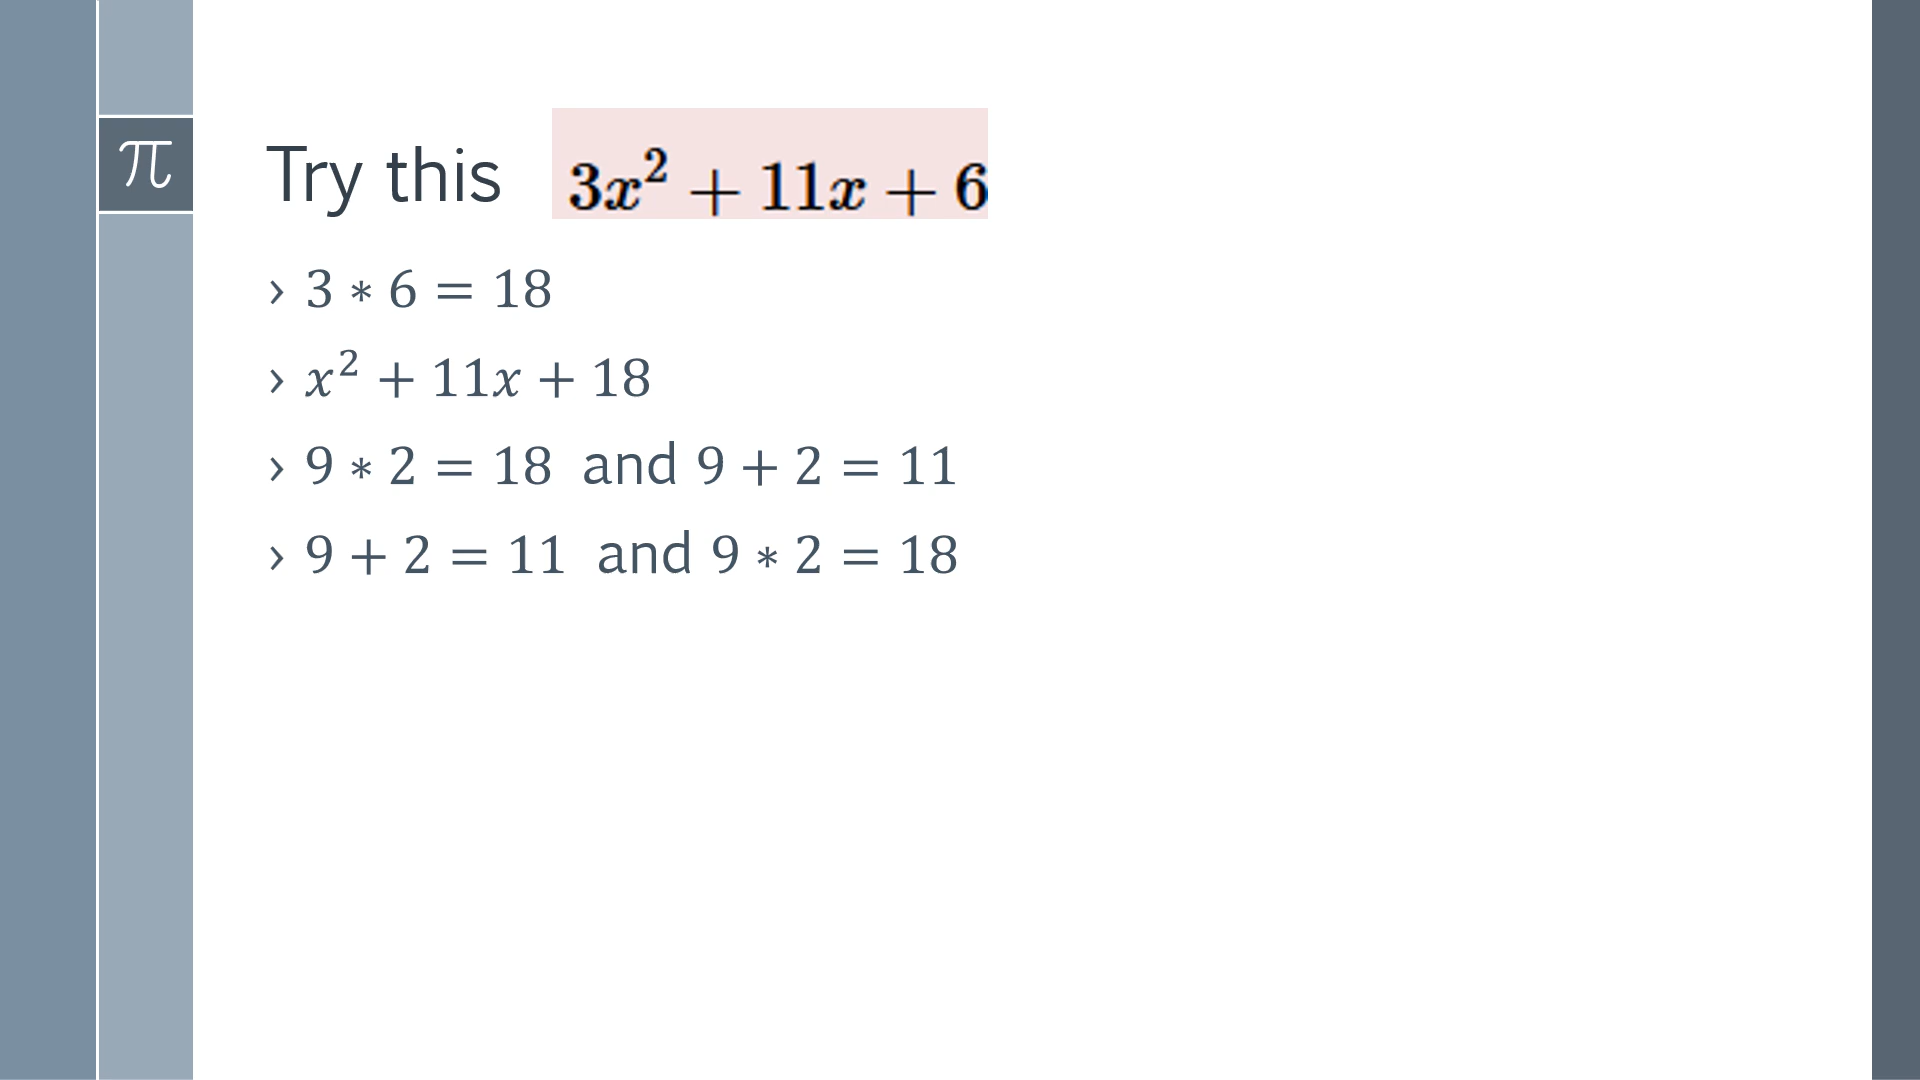 π
Try this 3x² + 11x + 6
› 3 ∗ 6 = 18
› x² + 11x + 18
› 9 ∗ 2 = 18 and 9 + 2 = 11
› 9 + 2 = 11 and 9 ∗ 2 = 18